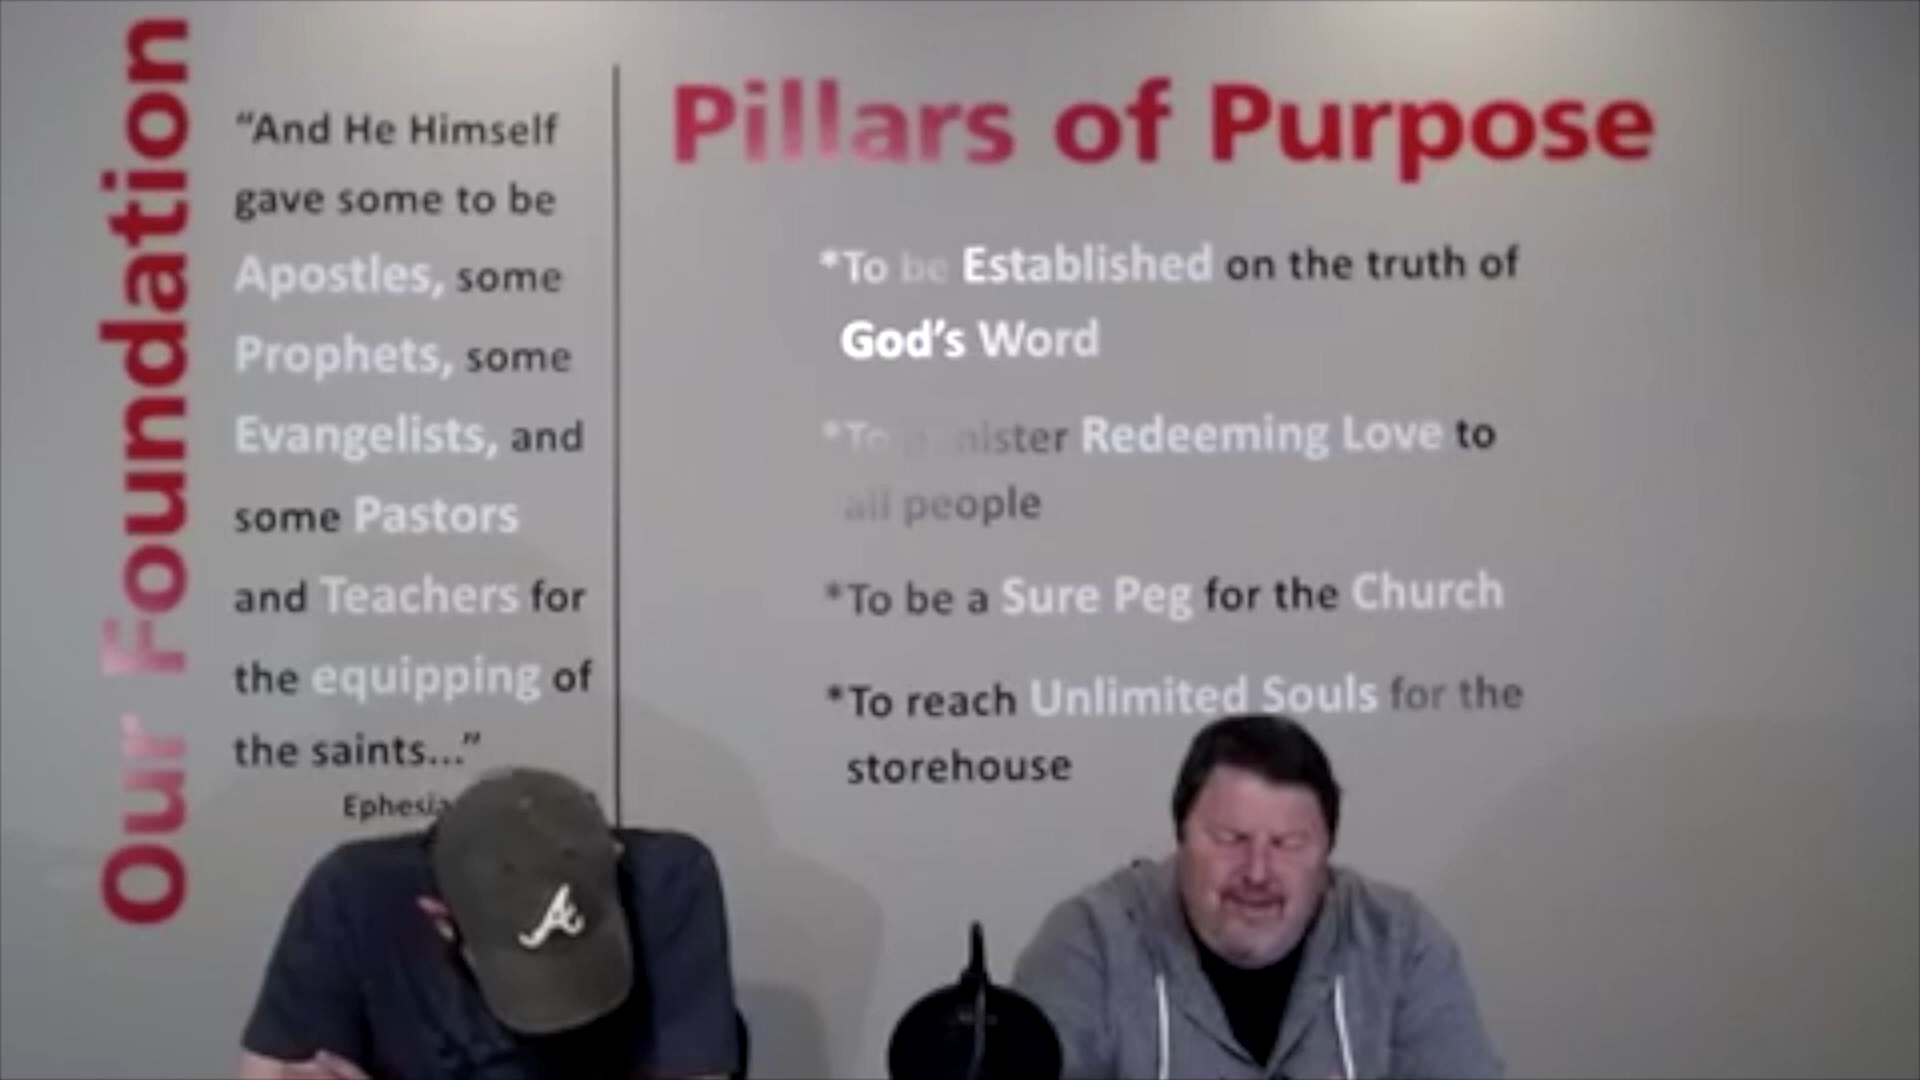 Our Foundation
“And He Himself
gave some to be
Apostles, some
Prophets, some
Evangelists, and
some Pastors
and Teachers for
the equipping of
the saints...”
Pillars of Purpose
*To be Established on the truth of
God’s Word
*To Redeeming Love to
all people
*To be a Sure Peg for the Church
*To reach Unlimited Souls for the
storehouse
A